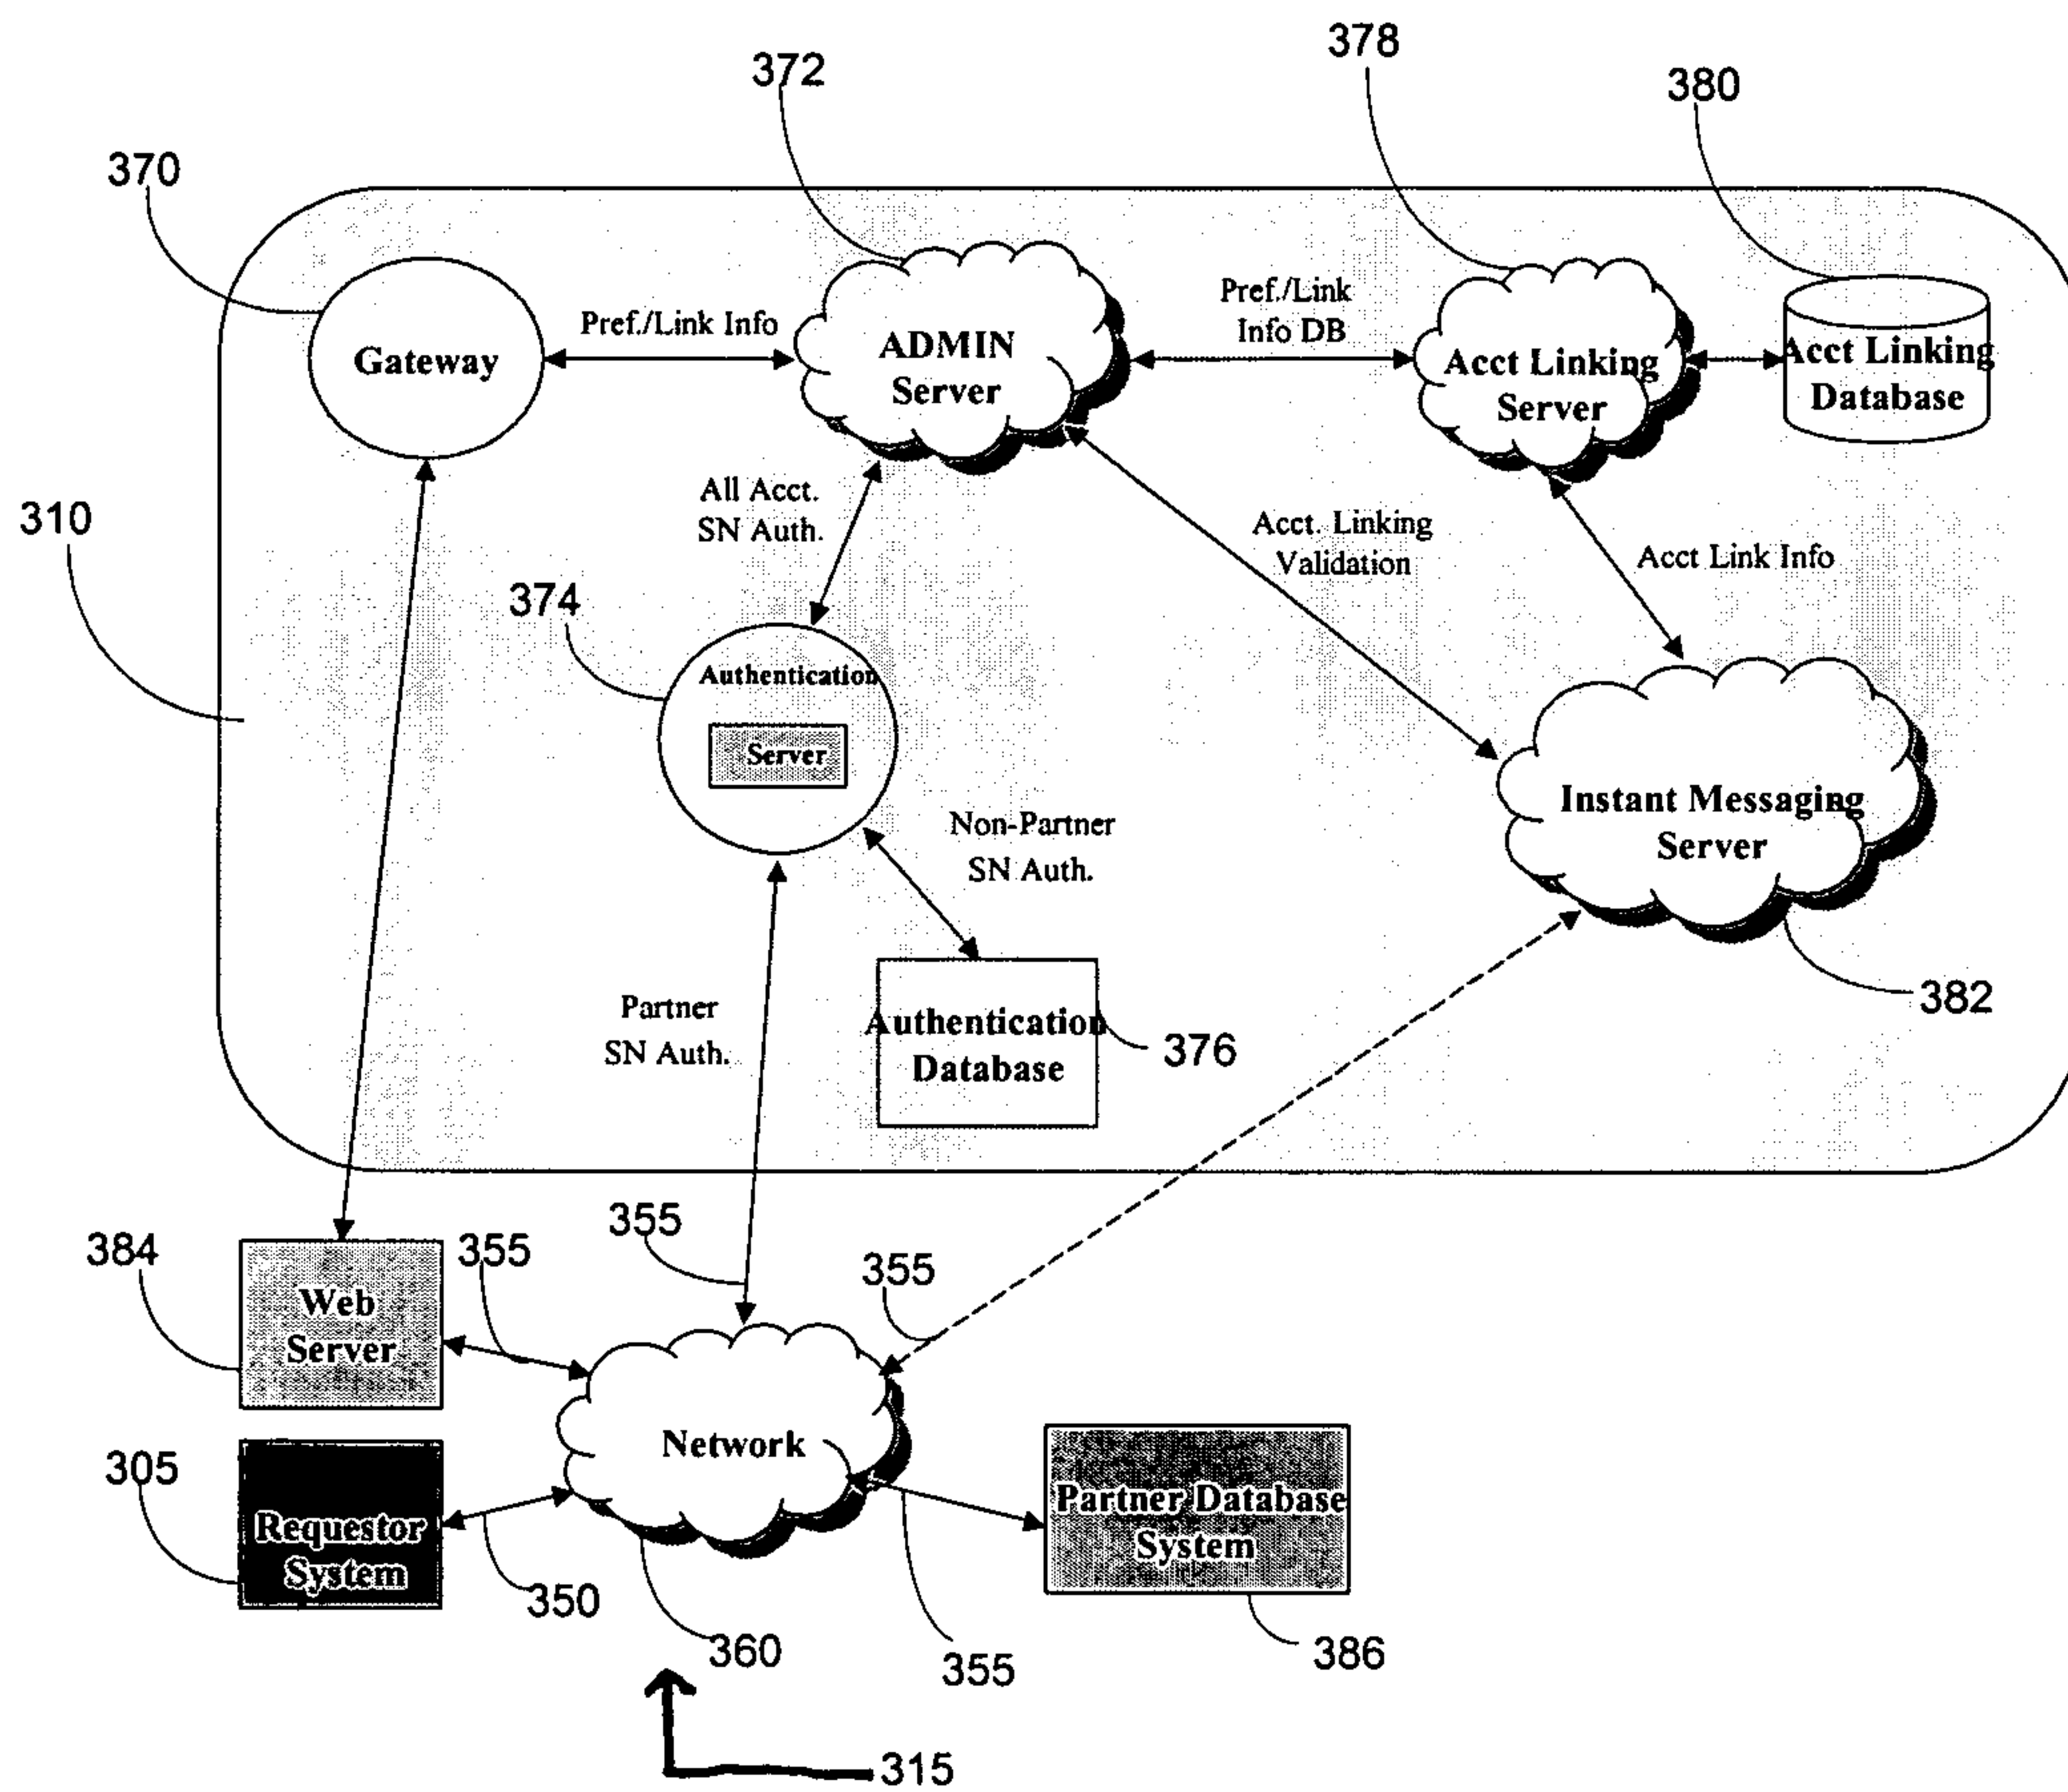 378
372
380
370
Pref./Link
Info DB
Pref./Link Info
ADMIN
Server
Gateway
Acct Linking
Server
Acct Linking
Database
All Acct.
SN Auth.
310
Acct. Linking
Validation
Acct Link Info
374
Authentication
Server
Instant Messaging
Server
Non-Partner
SN Auth.
382
Partner
SN Auth.
Authentication
Database
376
355
384
355
355
Web
Server
Network
305
Requestor
System
Partner Database
System
350
360
355
386
315